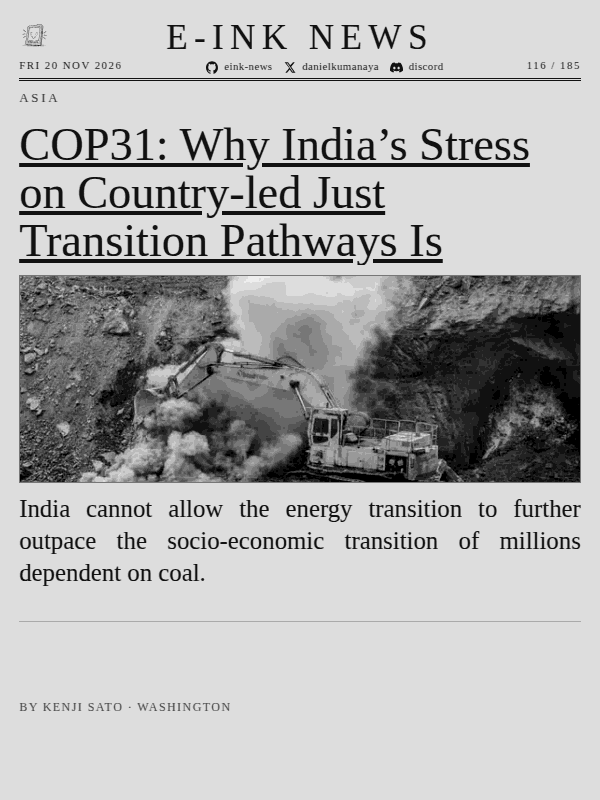 E-INK NEWS
FRI 20 NOV 2026
eink-news
danielkumanaya
discord
116 / 185
ASIA
COP31: Why India’s Stress
on Country-led Just
Transition Pathways Is
India cannot allow the energy transition to further
outpace the socio-economic transition of millions
dependent on coal.
BY KENJI SATO · WASHINGTON